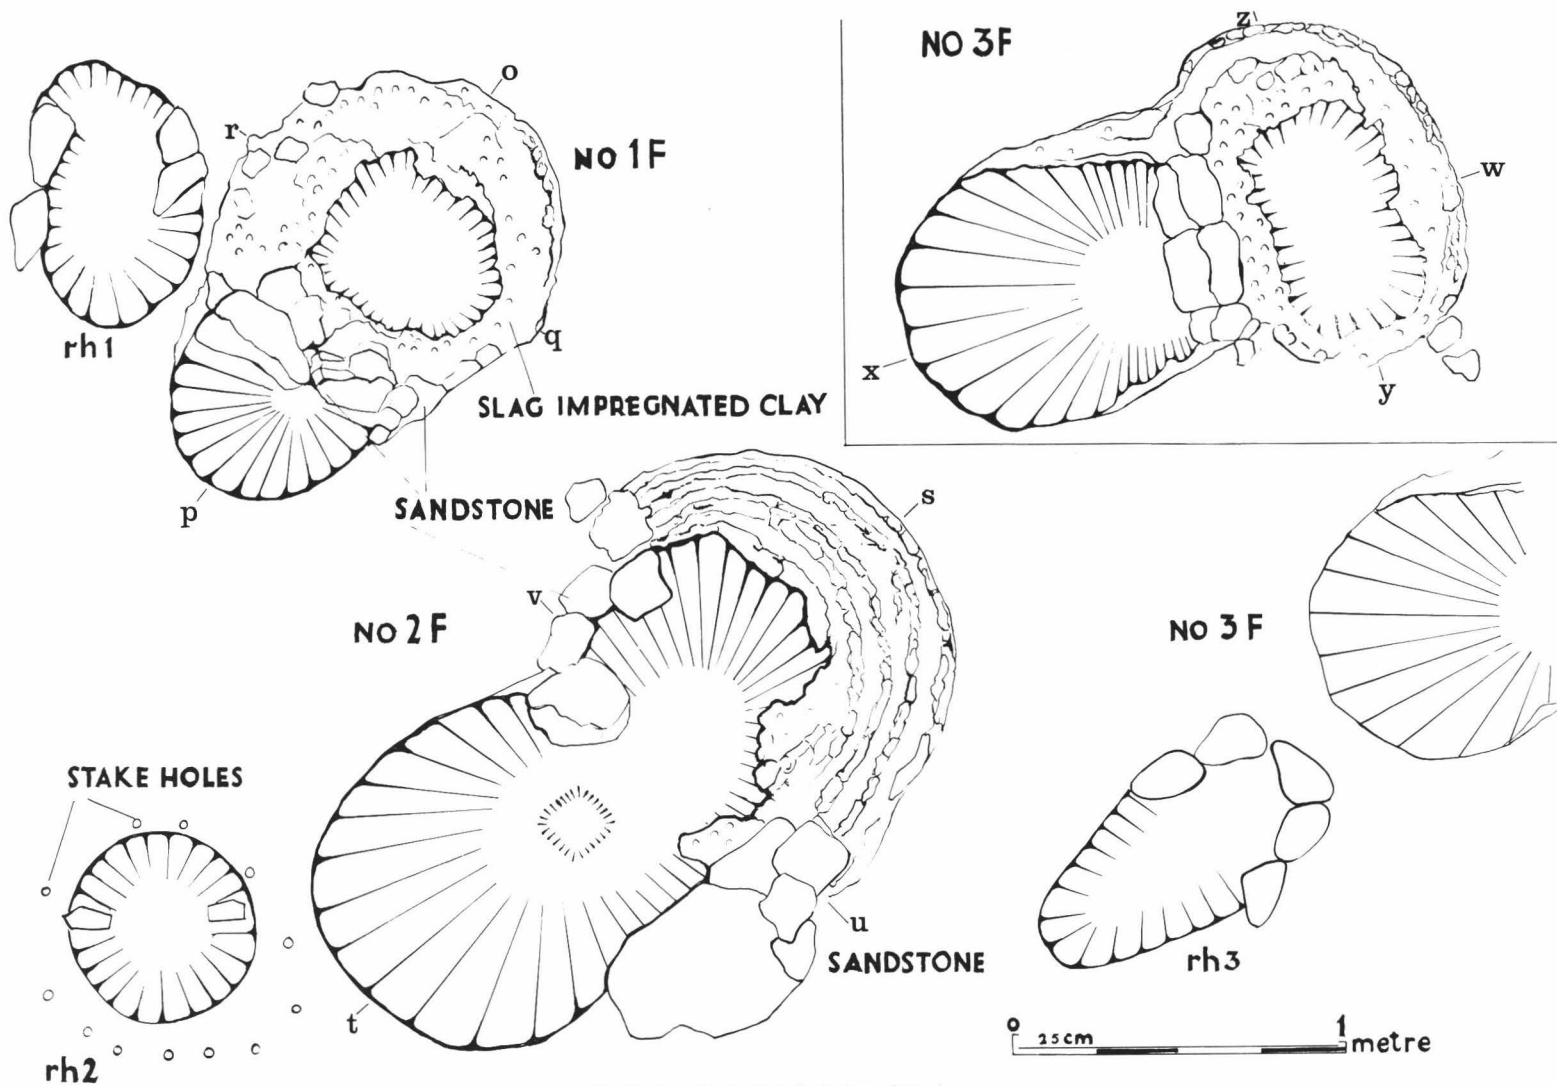 z
NO 3F
o
r
NO 1F
w
rh1
q
x
y
SLAG IMPREGNATED CLAY
p
SANDSTONE
s
v
NO 2F
NO 3F
STAKE HOLES
u
SANDSTONE
rh3
t
0 25cm 1 metre
rh2